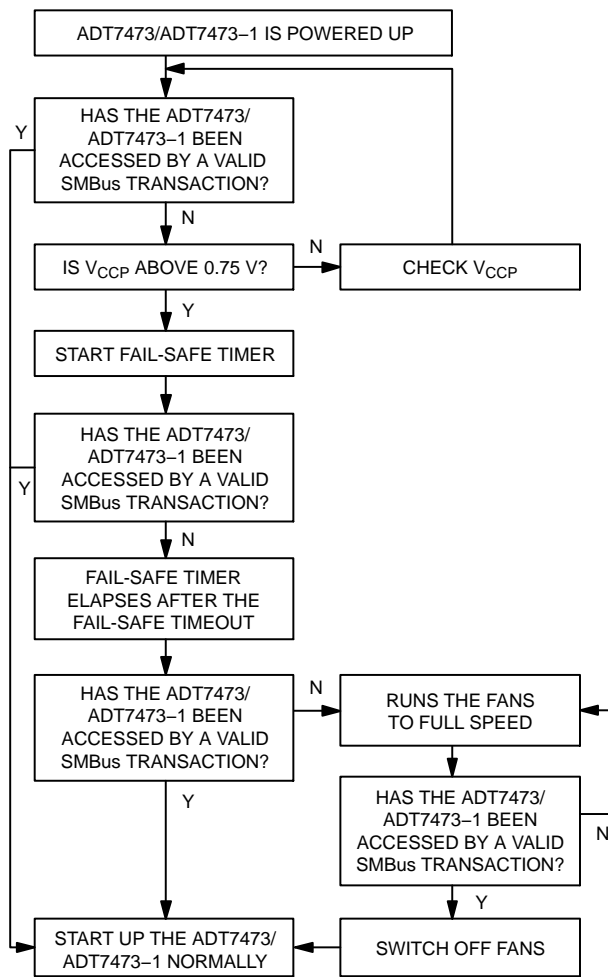 ADT7473/ADT7473−1 IS POWERED UP
HAS THE ADT7473/
ADT7473−1 BEEN
ACCESSED BY A VALID
SMBus TRANSACTION?
Y
N
IS VCCP ABOVE 0.75 V?
N
CHECK VCCP
Y
START FAIL-SAFE TIMER
HAS THE ADT7473/
ADT7473−1 BEEN
ACCESSED BY A VALID
SMBus TRANSACTION?
Y
N
FAIL-SAFE TIMER
ELAPSES AFTER THE
FAIL-SAFE TIMEOUT
HAS THE ADT7473/
ADT7473−1 BEEN
ACCESSED BY A VALID
SMBus TRANSACTION?
N
RUNS THE FANS
TO FULL SPEED
Y
HAS THE ADT7473/
ADT7473−1 BEEN
ACCESSED BY A VALID
SMBus TRANSACTION?
N
Y
START UP THE ADT7473/
ADT7473−1 NORMALLY
SWITCH OFF FANS